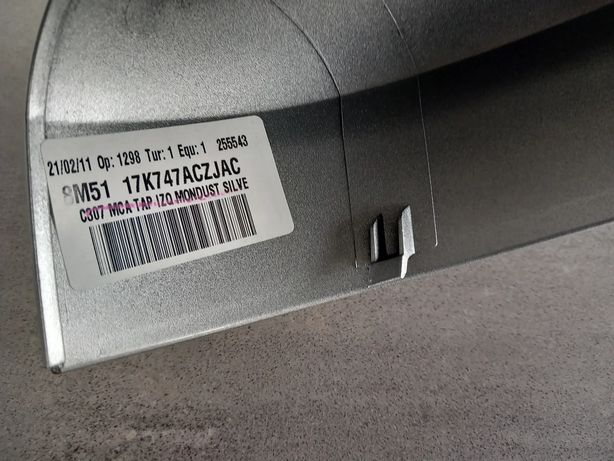 21/02/11 Op: 1298 Tur: 1 Equ: 1 255543
8M51 17K747ACZJAC
C307 MCA TAP IZQ MONDUST SILVE